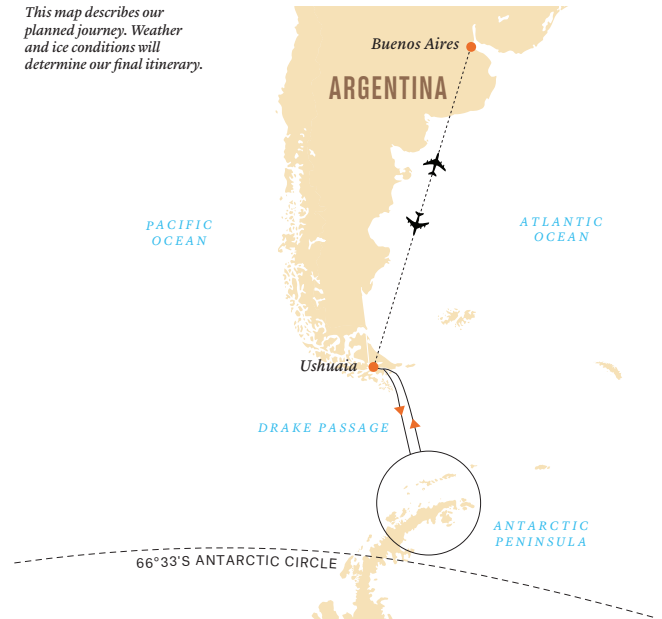 This map describes our
planned journey. Weather
and ice conditions will
determine our final itinerary.
Buenos Aires
ARGENTINA
PACIFIC
OCEAN
ATLANTIC
OCEAN
Ushuaia
DRAKE PASSAGE
ANTARCTIC
PENINSULA
66°33'S ANTARCTIC CIRCLE